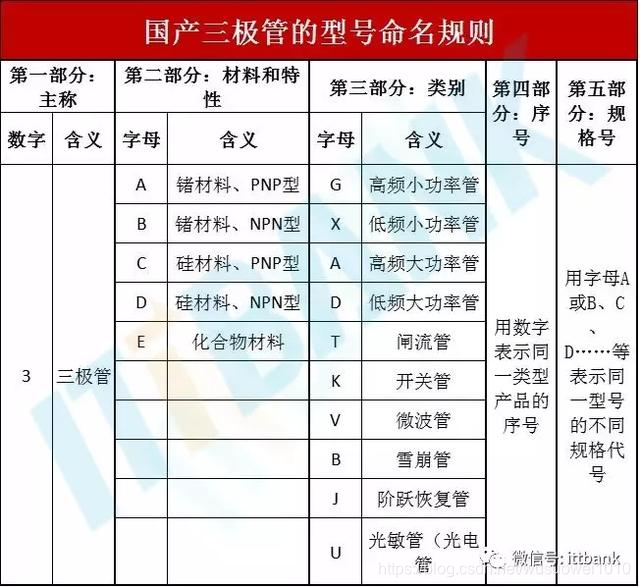 国产三极管的型号命名规则
第一部分：主称
第二部分：材料和特性
第三部分：类别
第四部分：序号
第五部分：规格号
数字 含义 字母 含义 字母 含义
3 三极管
A 锗材料、PNP型 G 高频小功率管
B 锗材料、NPN型 X 低频小功率管
C 硅材料、PNP型 A 高频大功率管
D 硅材料、NPN型 D 低频大功率管
E 化合物材料 T 闸流管
K 开关管
V 微波管
B 雪崩管
J 阶跃恢复管
U 光敏管（光电管
用数字
表示同
一类型
产品的
序号
用字母A
或B、C
、
D……等
表示同
一型号
的不同
规格代
号
ITTBANK
微信号: ittbank